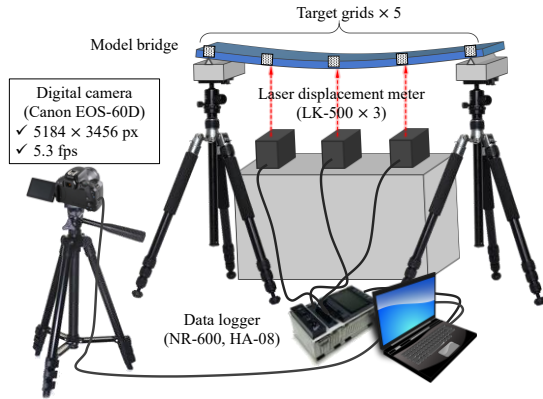 Target grids × 5
Model bridge
Digital camera
(Canon EOS-60D)
✓ 5184 × 3456 px
✓ 5.3 fps
Laser displacement meter
(LK-500 × 3)
Data logger
(NR-600, HA-08)